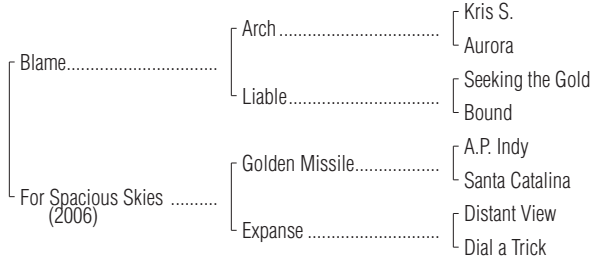 Kris S.
Arch ..................................
Aurora
Blame................................
Seeking the Gold
Liable................................
Bound
A.P. Indy
Golden Missile..................
Santa Catalina
For Spacious Skies ..........
(2006)
Distant View
Expanse ............................
Dial a Trick